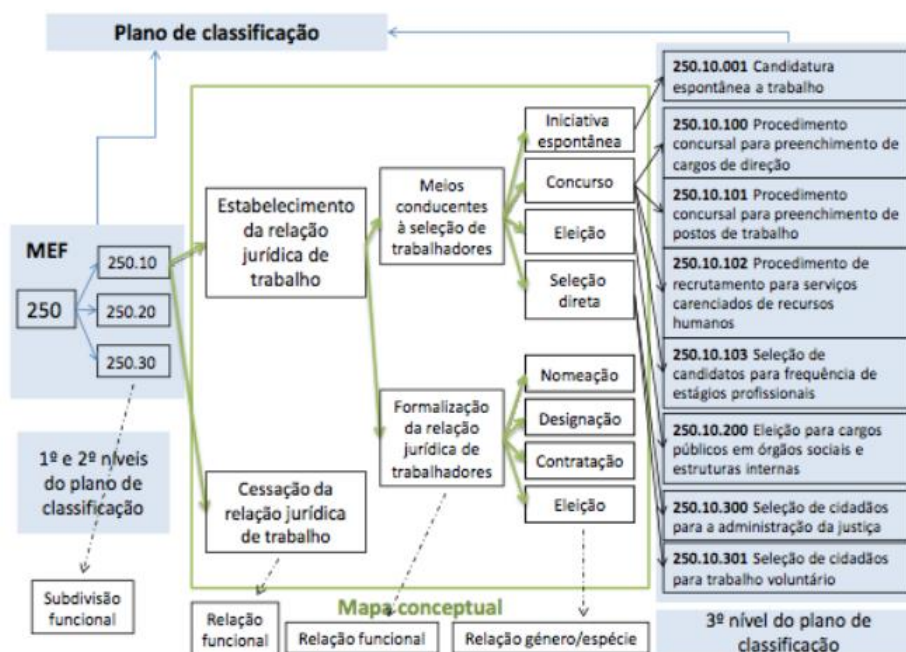 Plano de classificação
MEF
250
250.10
250.20
250.30
1º e 2º níveis
do plano de
classificação
Subdivisão
funcional
Estabelecimento
da relação
jurídica de
trabalho
Cessação da
relação jurídica
de trabalho
Meios
conducentes
à seleção de
trabalhadores
Formalização
da relação
jurídica de
trabalhadores
Iniciativa
espontânea
Concurso
Eleição
Seleção
direta
Nomeação
Designação
Contratação
Eleição
Mapa conceptual
Relação
funcional
Relação funcional
Relação género/espécie
250.10.001 Candidatura
espontânea a trabalho
250.10.100 Procedimento
concursal para preenchimento de
cargos de direção
250.10.101 Procedimento
concursal para preenchimento de
postos de trabalho
250.10.102 Procedimento de
recrutamento para serviços
carenciados de recursos
humanos
250.10.103 Seleção de
candidatos para frequência de
estágios profissionais
250.10.200 Eleição para cargos
públicos em órgãos sociais e
estruturas internas
250.10.300 Seleção de cidadãos
para a administração da justiça
250.10.301 Seleção de cidadãos
para trabalho voluntário
3º nível do plano de
classificação